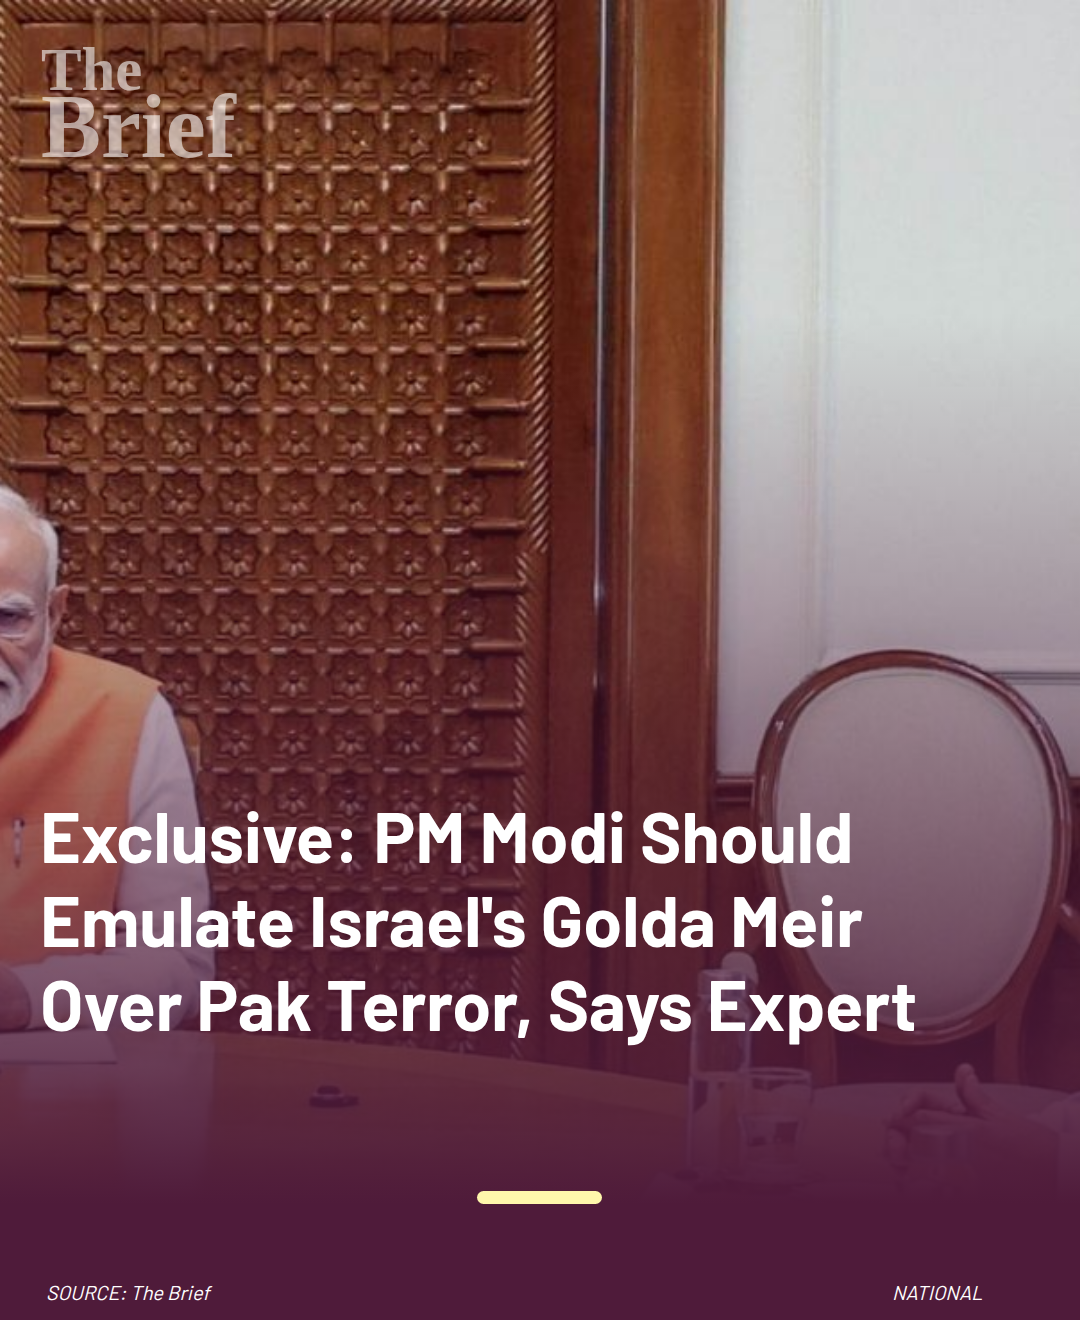 The
Brief
Exclusive: PM Modi Should
Emulate Israel's Golda Meir
Over Pak Terror, Says Expert
SOURCE: The Brief
NATIONAL